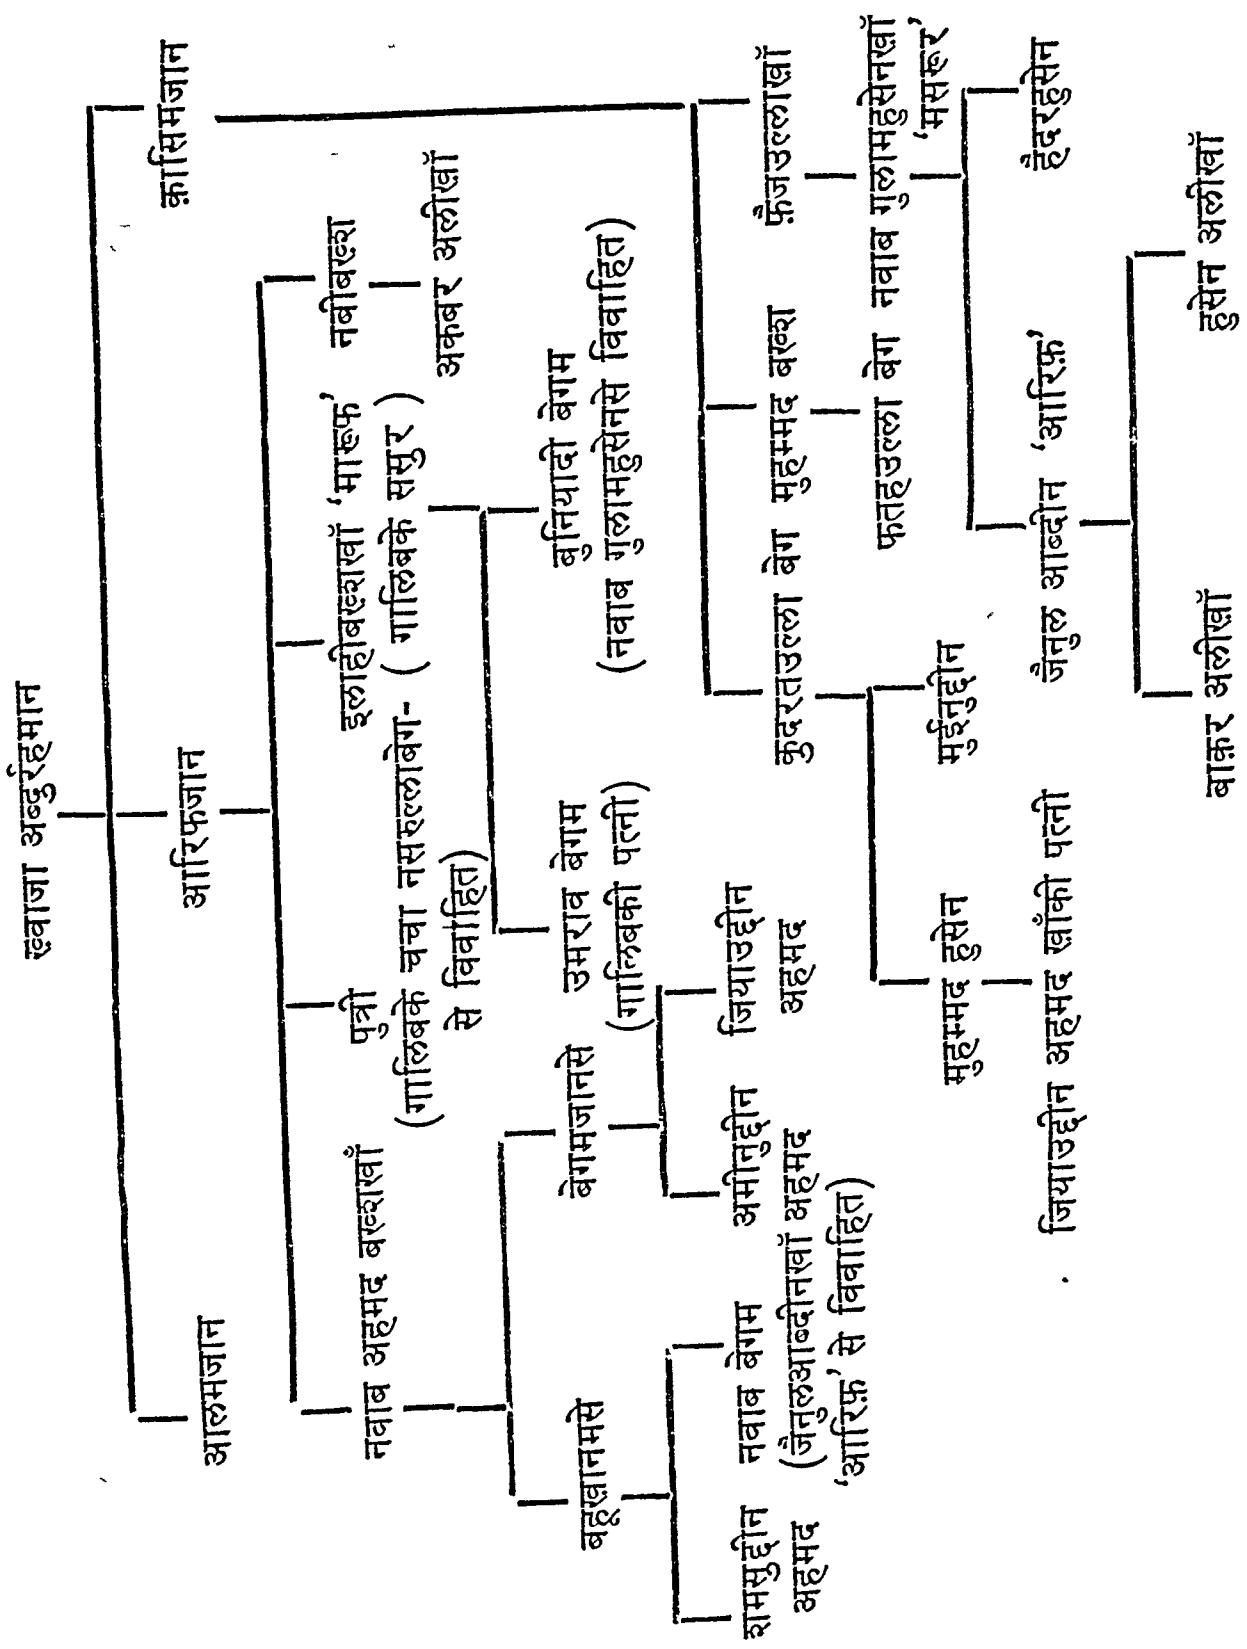 ख्वाजा अब्दुर्रहमान
आलमजान
आरिफजान
क़ासिमजान
नवाब अहमद बख्शखाँ
पुत्री
(गालिबके चचा नसरुल्लाबेग-
से विवाहित)
इलाहीबख्शखाँ 'मारूफ'
( गालिबके ससुर )
नबीबख्श
अकबर अलीखाँ
बहूखानमसे
बेगमजानसे
उमराव बेगम
(गालिबकी पत्नी)
बुनियादी बेगम
(नवाब गुलामहुसेनसे विवाहित)
शमसुद्दीन
अहमद
नवाब बेगम
(जैनुलआब्दीनखाँ अहमद
'आरिफ़' से विवाहित)
अमीनुद्दीन
जियाउद्दीन
अहमद
कुदरतउल्ला बेग
मुहम्मद बख्श
फ़ैजउल्लाखाँ
फतहउल्ला बेग
नवाब गुलामहुसेनखाँ
'मसरूर'
मुहम्मद हुसेन
मुईनुद्दीन
जियाउद्दीन अहमद खाँकी पत्नी
जैनुल आब्दीन 'आरिफ़'
हैदरहुसेन
बाक़र अलीखाँ
हुसेन अलीखाँ